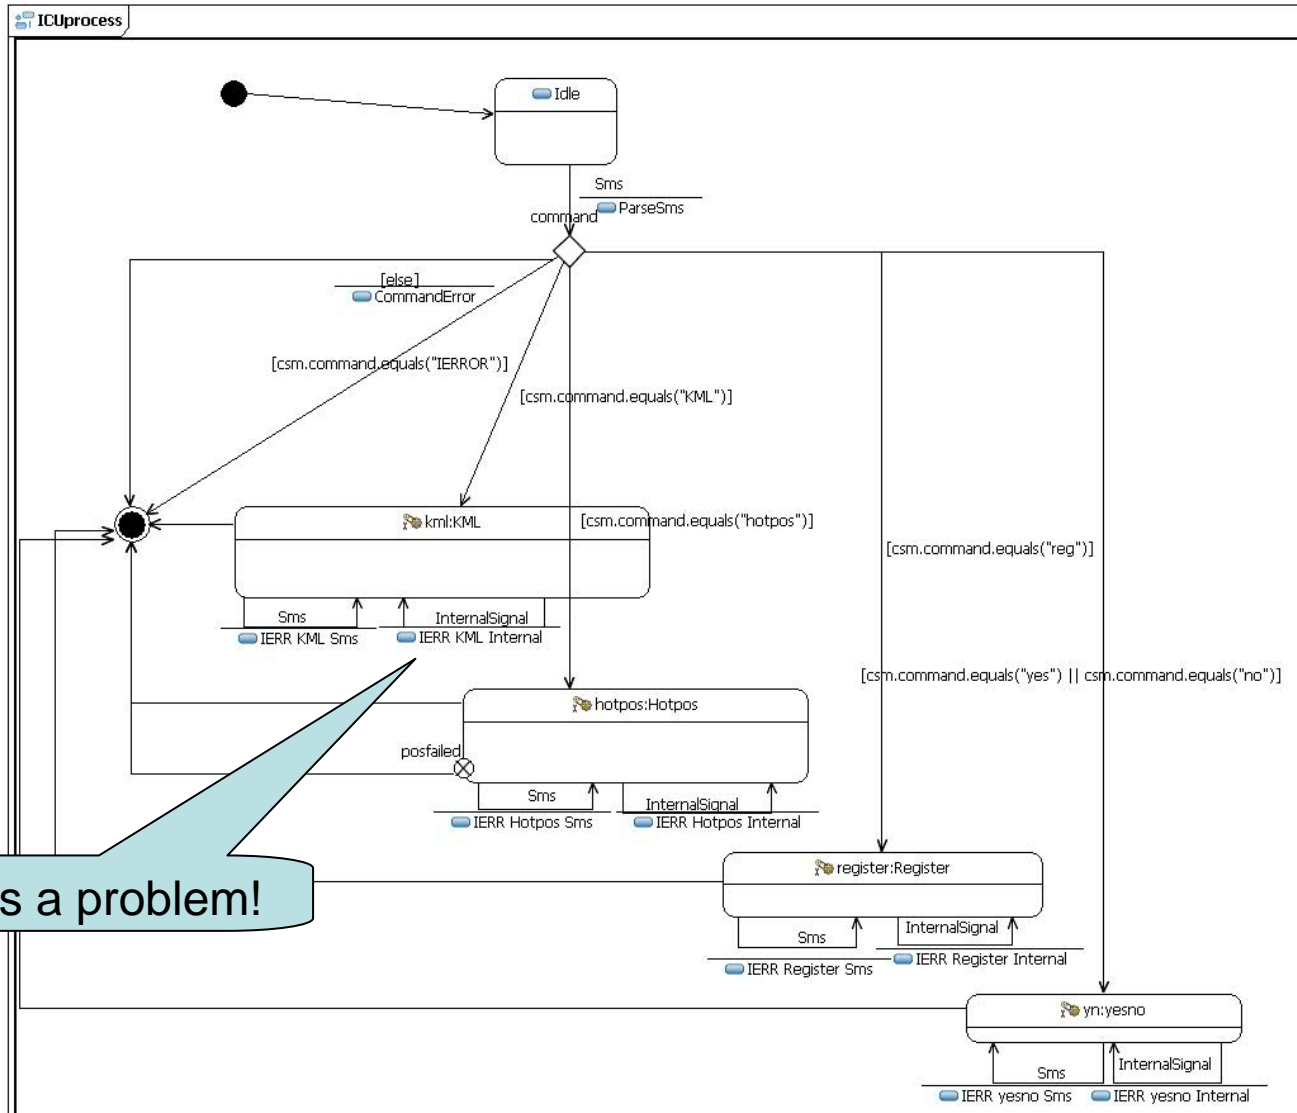 ICUprocess
Idle
Sms
ParseSms
command
[else]
CommandError
[csm.command.equals("IERROR")]
[csm.command.equals("KML")]
kml:KML
[csm.command.equals("hotpos")]
[csm.command.equals("reg")]
Sms
InternalSignal
IERR KML Sms
IERR KML Internal
[csm.command.equals("yes") || csm.command.equals("no")]
hotpos:Hotpos
posfailed
Sms
InternalSignal
IERR Hotpos Sms
IERR Hotpos Internal
register:Register
s a problem!
Sms
InternalSignal
IERR Register Sms
IERR Register Internal
yn:yesno
Sms
InternalSignal
IERR yesno Sms
IERR yesno Internal